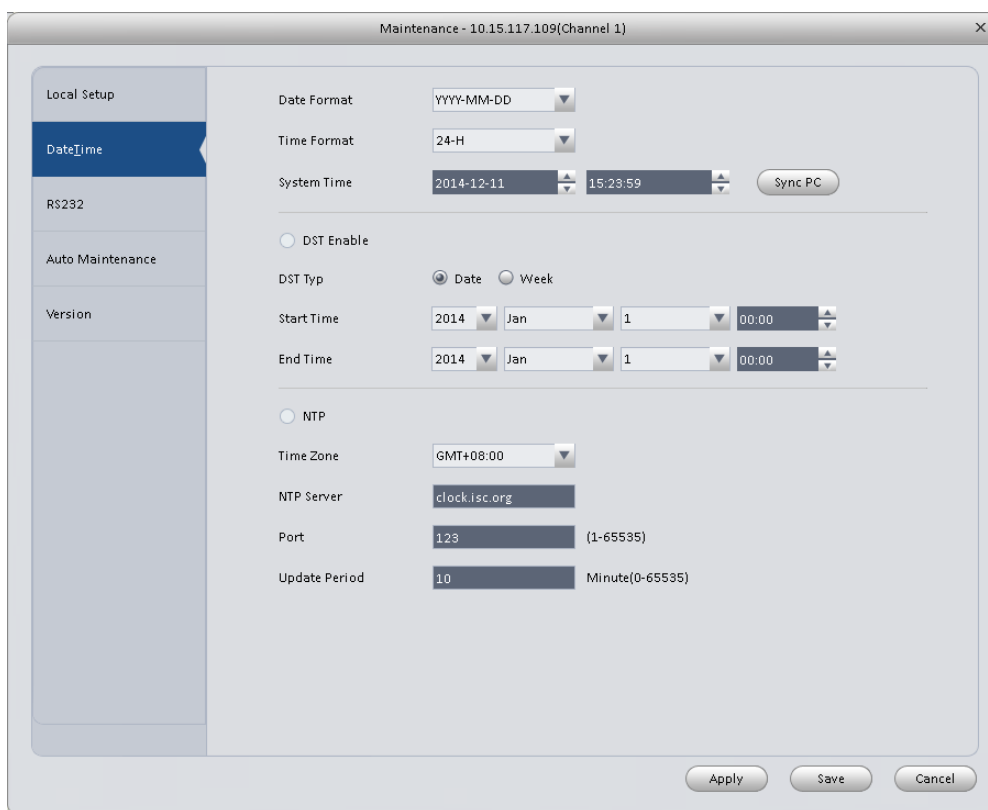 Maintenance - 10.15.117.109(Channel 1)
Local Setup
DateTime
RS232
Auto Maintenance
Version
Date Format YYYY-MM-DD
Time Format 24-H
System Time 2014-12-11 15:23:59 Sync PC
DST Enable
DST Typ Date Week
Start Time 2014 Jan 1 00:00
End Time 2014 Jan 1 00:00
NTP
Time Zone GMT+08:00
NTP Server clock.isc.org
Port 123 (1-65535)
Update Period 10 Minute(0-65535)
Apply Save Cancel